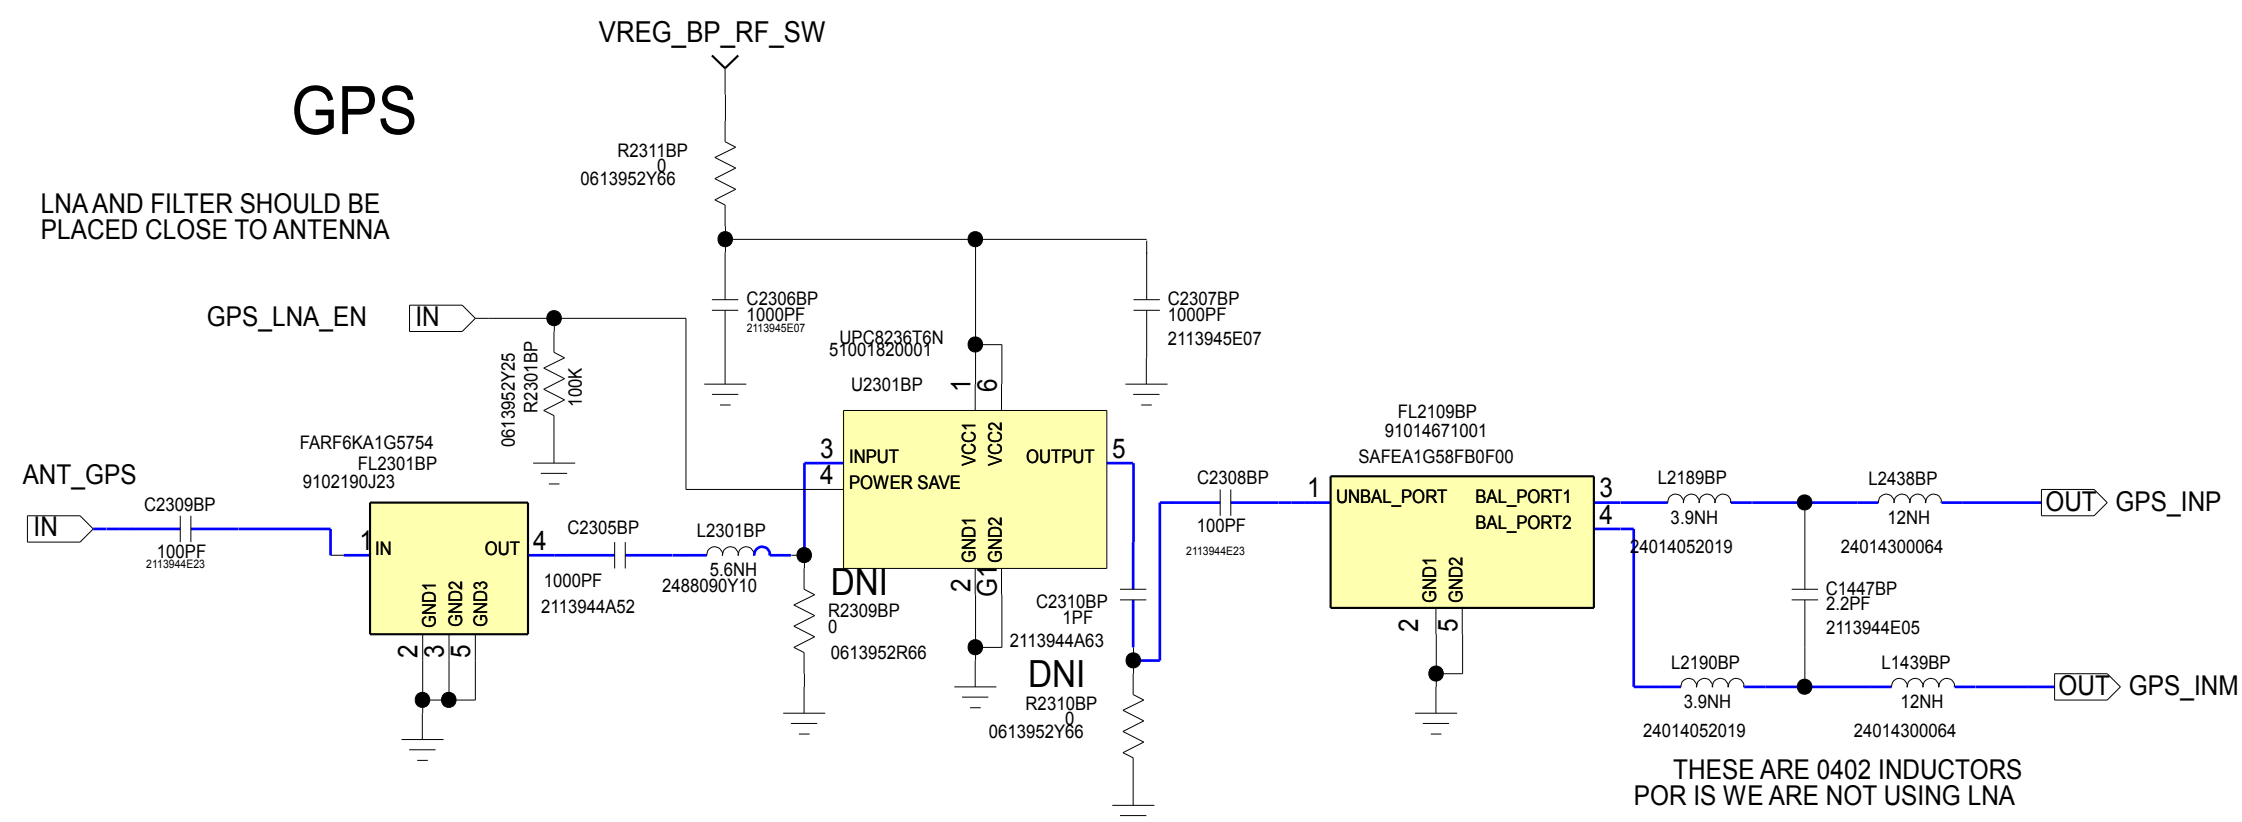 VREG_BP_RF_SW
GPS
R2311BP
0
0613952Y66
LNA AND FILTER SHOULD BE
PLACED CLOSE TO ANTENNA
C2306BP
1000PF
2113945E07
C2307BP
1000PF
2113945E07
GPS_LNA_EN
IN
0613952Y25
R2301BP
100K
UPC8236T6N
51001820001
U2301BP
1
6
VCC1
VCC2
3
INPUT
4
POWER SAVE
OUTPUT
5
GND1
GND2
2
G1
FARF6KA1G5754
FL2301BP
9102190J23
ANT_GPS
IN
C2309BP
100PF
2113944E23
1
IN
OUT
4
GND1
GND2
GND3
2
3
5
C2305BP
1000PF
2113944A52
L2301BP
5.6NH
2488090Y10
DNI
R2309BP
0
0613952R66
C2310BP
1PF
2113944A63
DNI
R2310BP
0
0613952Y66
C2308BP
100PF
2113944E23
FL2109BP
91014671001
SAFEA1G58FB0F00
1
UNBAL_PORT
BAL_PORT1
3
BAL_PORT2
4
GND1
GND2
2
5
L2189BP
3.9NH
24014052019
L2438BP
12NH
24014300064
OUT
GPS_INP
C1447BP
2.2PF
2113944E05
L2190BP
3.9NH
24014052019
L1439BP
12NH
24014300064
OUT
GPS_INM
THESE ARE 0402 INDUCTORS
POR IS WE ARE NOT USING LNA